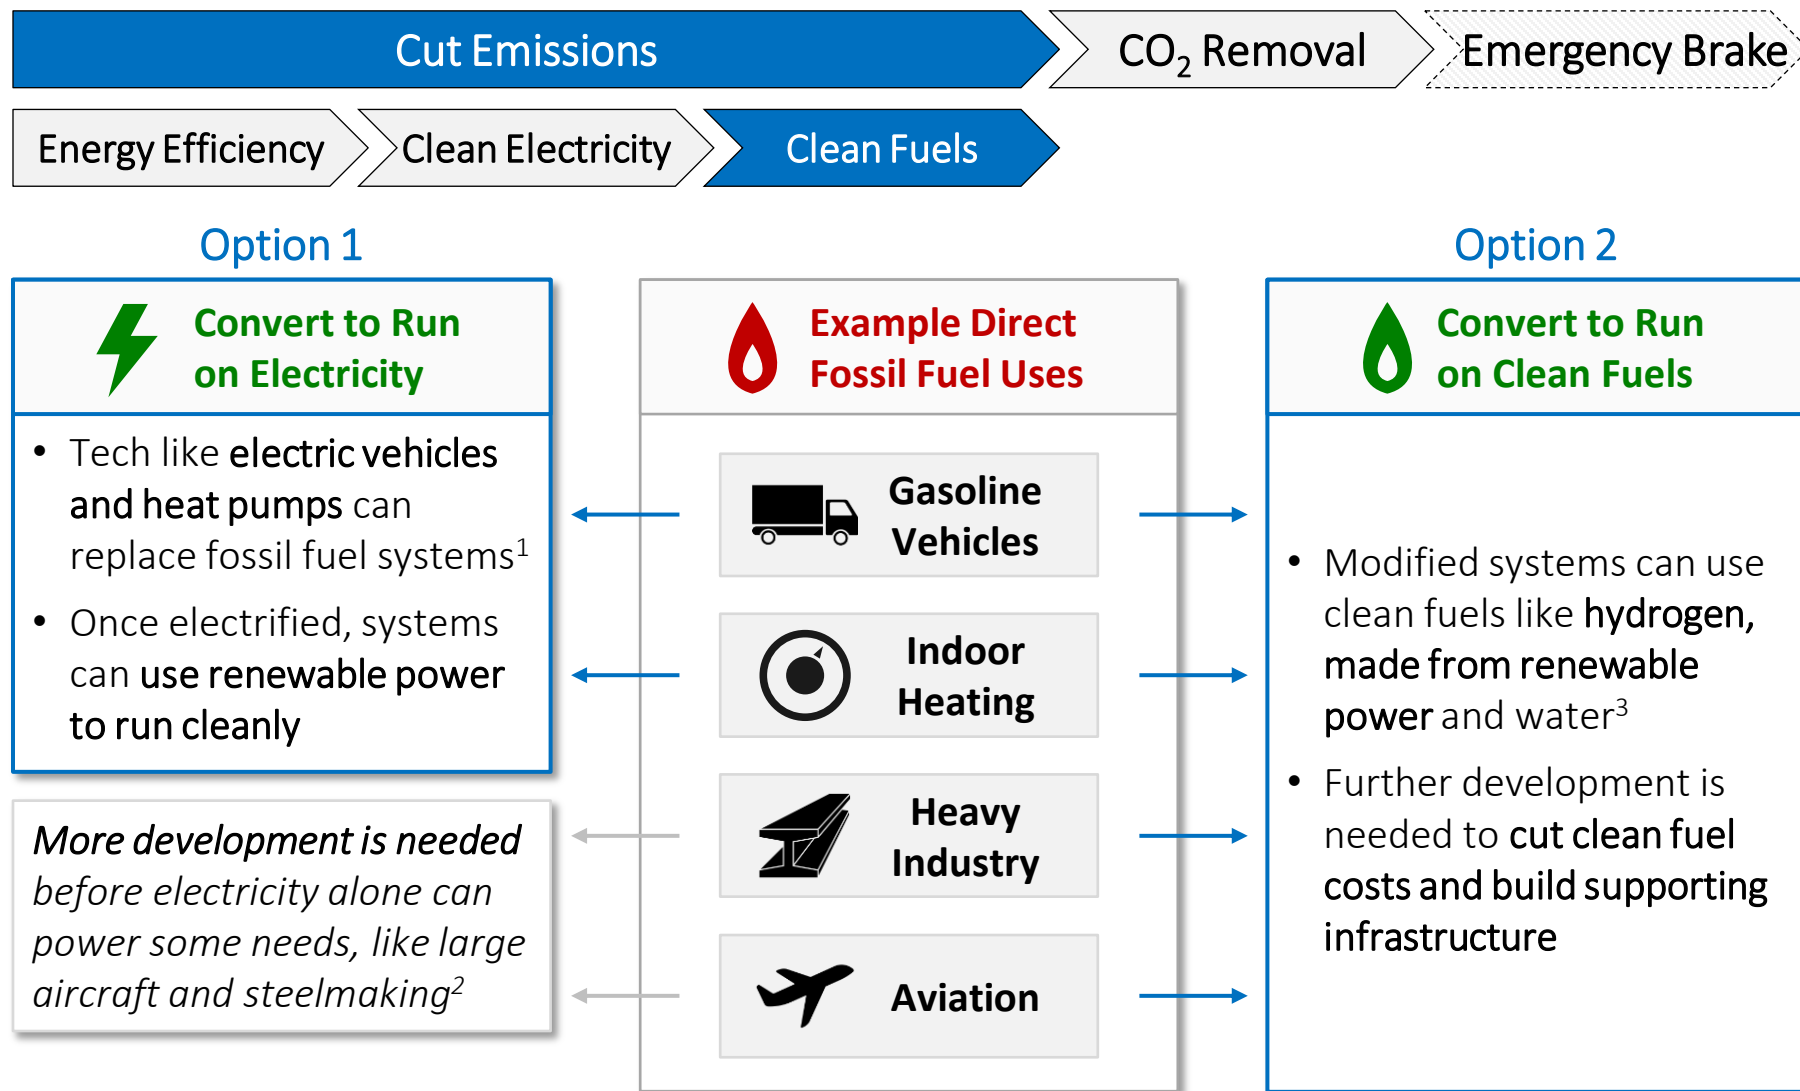 Cut Emissions
CO₂ Removal
Emergency Brake
Energy Efficiency
Clean Electricity
Clean Fuels
Option 1
Convert to Run
on Electricity
• Tech like electric vehicles
and heat pumps can
replace fossil fuel systems¹
• Once electrified, systems
can use renewable power
to run cleanly
More development is needed
before electricity alone can
power some needs, like large
aircraft and steelmaking²
Example Direct
Fossil Fuel Uses
Gasoline
Vehicles
Indoor
Heating
Heavy
Industry
Aviation
Option 2
Convert to Run
on Clean Fuels
• Modified systems can use
clean fuels like hydrogen,
made from renewable
power and water³
• Further development is
needed to cut clean fuel
costs and build supporting
infrastructure